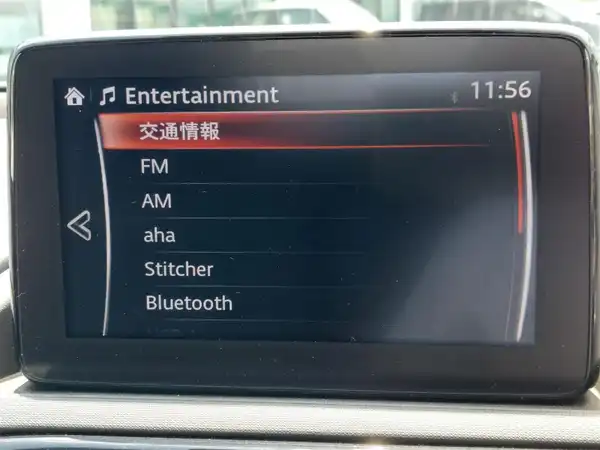 Entertainment 11:56
交通情報
FM
AM
aha
Stitcher
Bluetooth